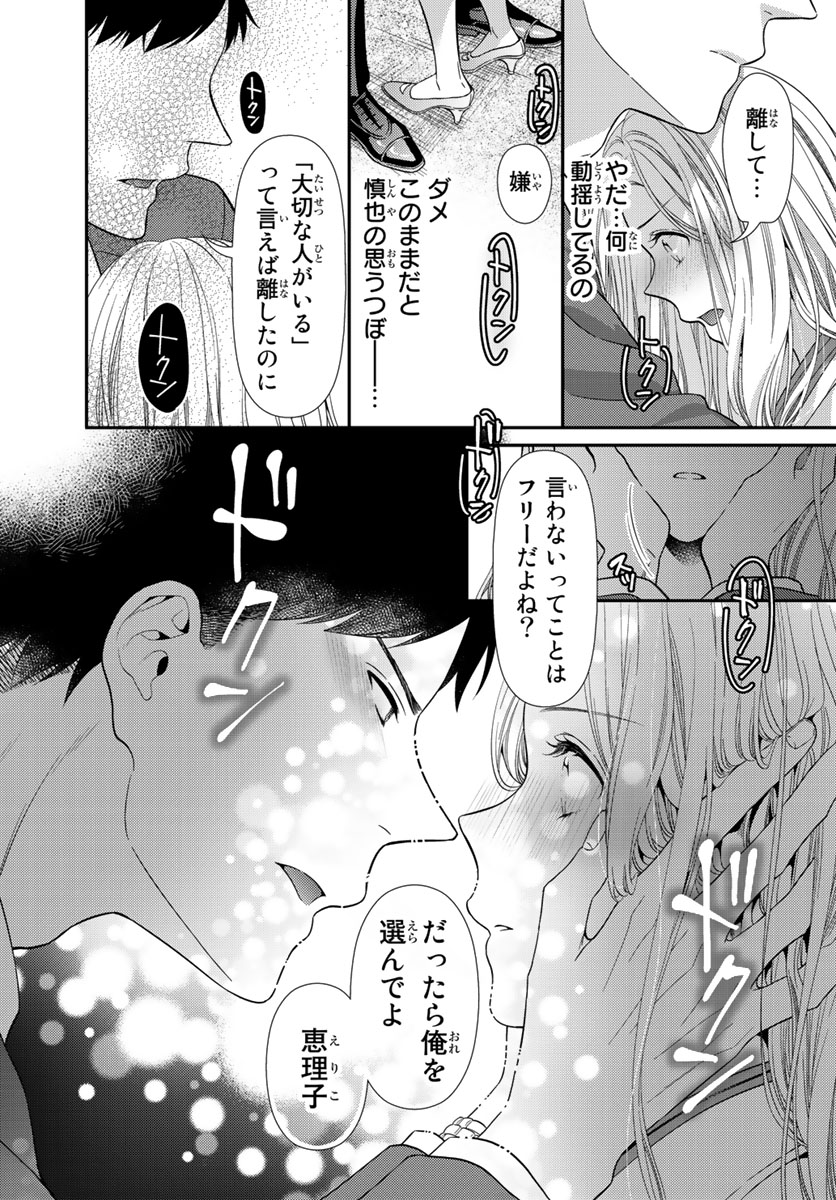 離して…
やだ…何
動揺してるの
トクン
トクン
嫌
トクン
ダメ
このままだと
慎也の思うつぼ――…
トクン
「大切な人がいる」
って言えば離したのに
トクン
トクン
スッ
トクン
言わないってことは
フリーだよね？
ドクン
ドクン
だったら俺を
選んでよ
恵理子